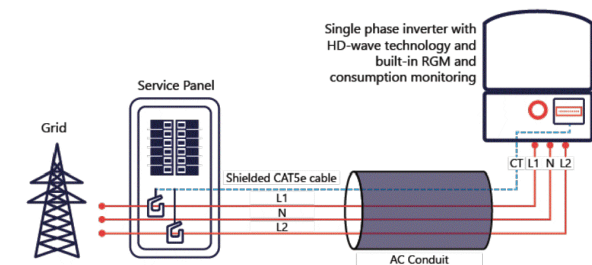 Single phase inverter with
HD-wave technology and
built-in RGM and
consumption monitoring
Service Panel
Grid
CT L1 N L2
Shielded CAT5e cable
L1
N
L2
AC Conduit